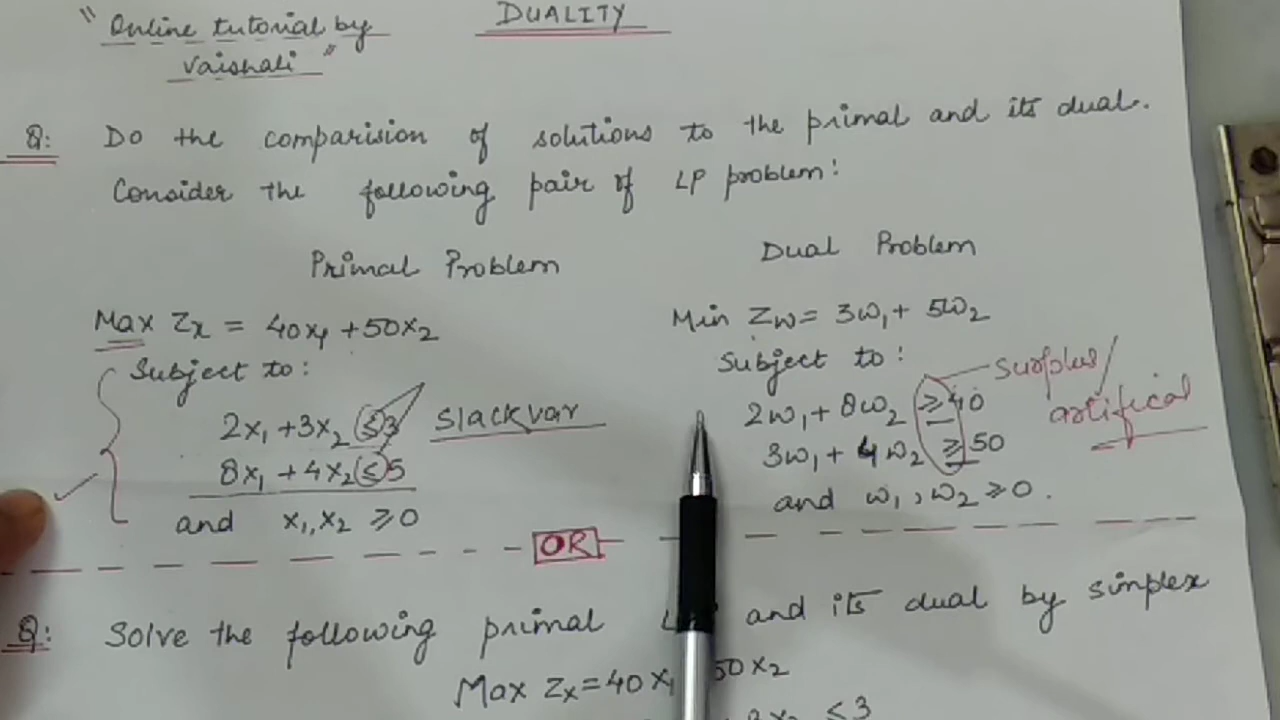 "Online tutorial by
Vaishali"
DUALITY
Q: Do the comparision of solutions to the primal and its dual.
Consider the following pair of LP problem:
Primal Problem
Max Zx = 40x1 + 50x2
Subject to:
2x1 + 3x2 ≤ 3
8x1 + 4x2 ≤ 5
Slack var
and x1, x2 ≥ 0
Dual Problem
Min Zw = 3w1 + 5w2
Subject to:
2w1 + 8w2 ≥ 40
3w1 + 4w2 ≥ 50
surplus/
artifical
and w1, w2 ≥ 0.
OR
Q: Solve the following primal and its dual by simplex
Max Zx = 40x1 50x2
≤ 3